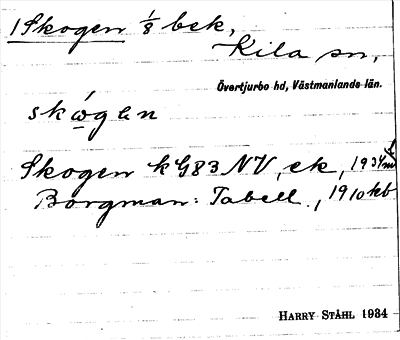 1 Skogen 1/8 bek,
Kila sn,
Övertjurbo hd, Västmanlands län.
skógen
Skogen k G83 NV, ek, 1934
Borgman: Tabell, 1910 kb
HARRY STÅHL 1934